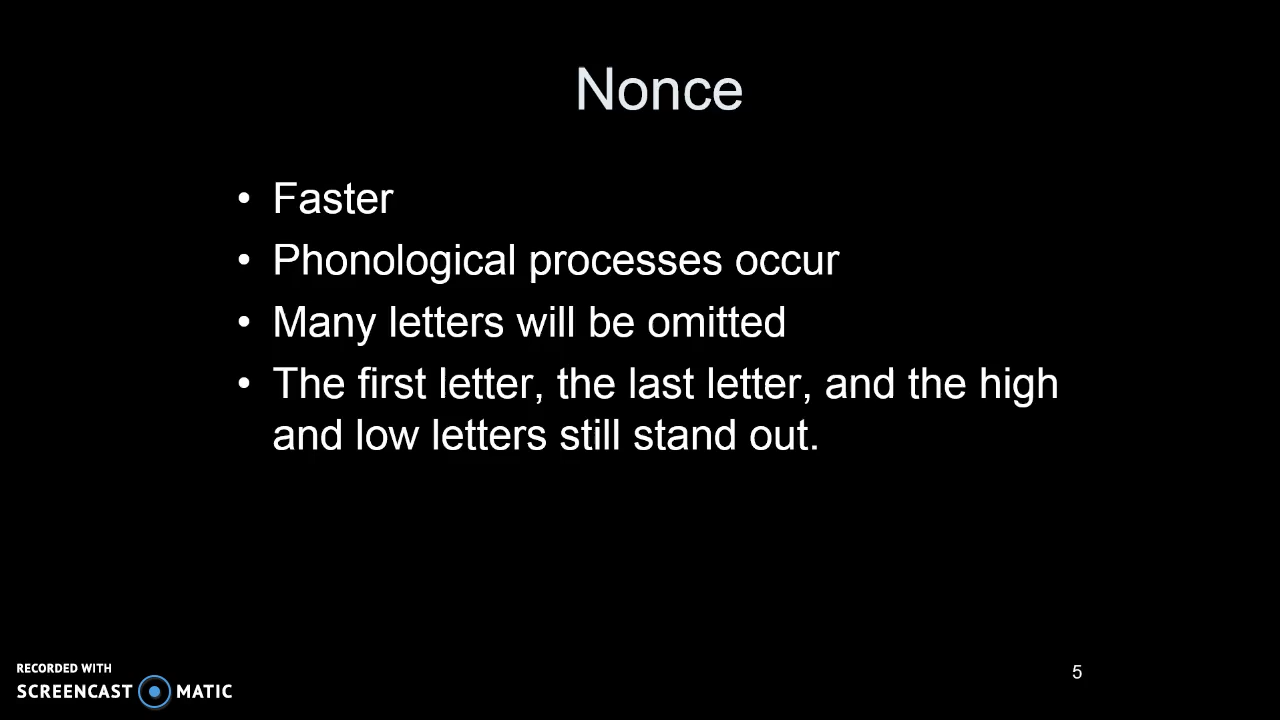 Nonce
• Faster
• Phonological processes occur
• Many letters will be omitted
• The first letter, the last letter, and the high
and low letters still stand out.
RECORDED WITH
SCREENCAST MATIC
5